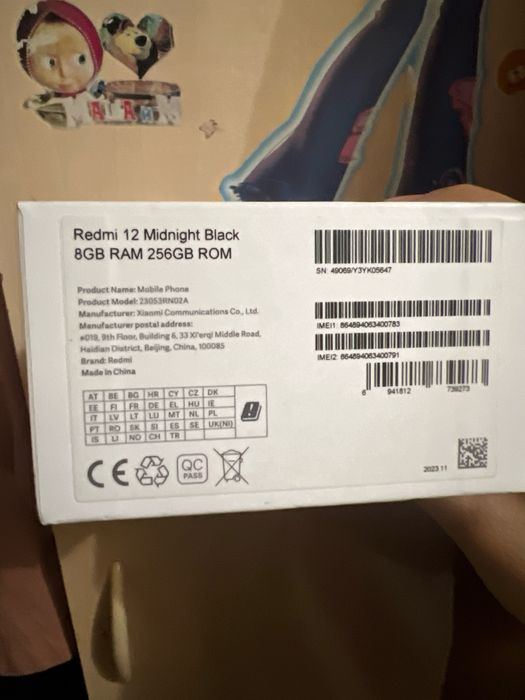 Redmi 12 Midnight Black
8GB RAM 256GB ROM
Product Name: Mobile Phone
Product Model: 23053RN02A
Manufacturer: Xiaomi Communications Co., Ltd.
Manufacturer postal address:
#019, 9th Floor, Building 6, 33 Xi'erqi Middle Road,
Haidian District, Beijing, China, 100085
Brand: Redmi
Made in China
AT BE BG HR CY CZ DK
EE FI FR DE EL HU IE
IT LV LT LU MT NL PL
PT RO SK SI ES SE UK(NI)
IS LI NO CH TR
CE
QC
PASS
SN: 49069/Y3YK05647
IMEI1: 864894063400783
IMEI2: 864894063400791
6 941812 739273
2023.11